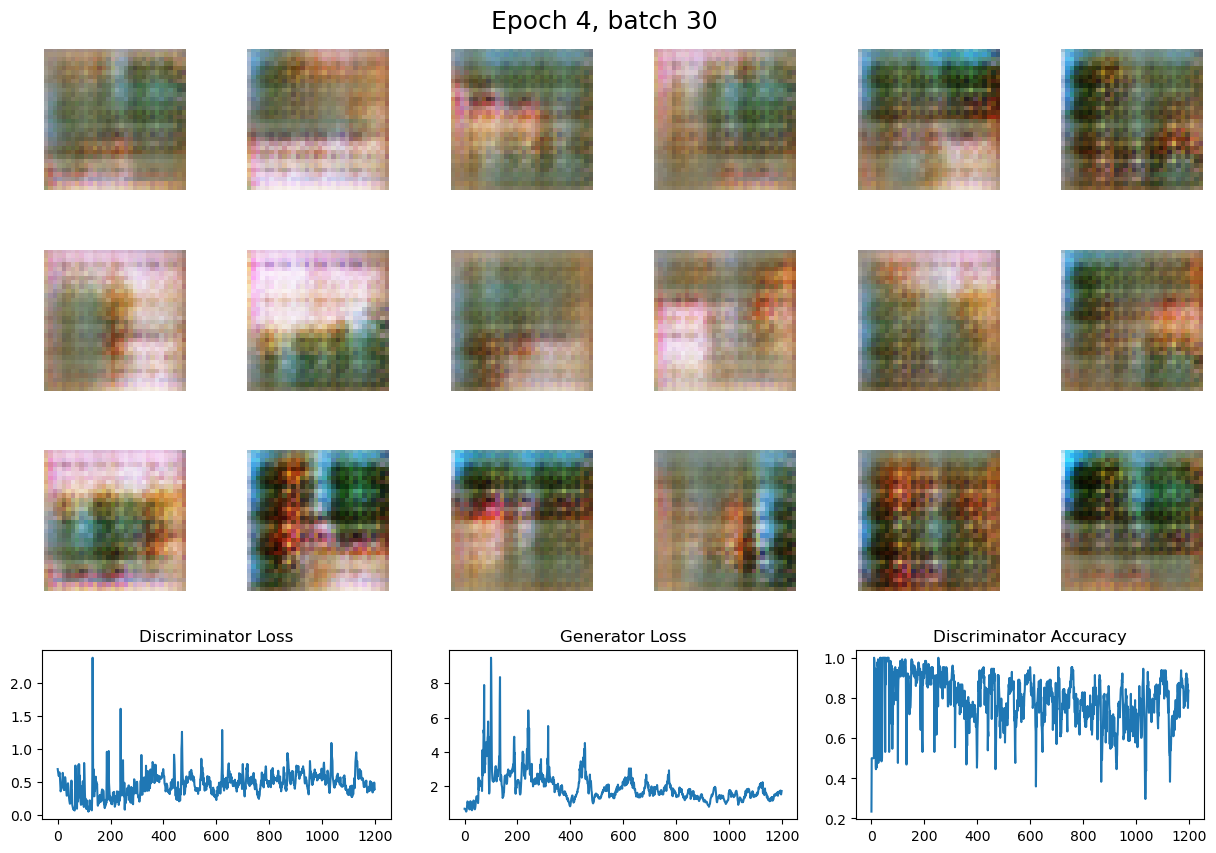 Epoch 4, batch 30
Discriminator Loss
Generator Loss
Discriminator Accuracy
2.0
1.5
1.0
0.5
0.0
0 200 400 600 800 1000 1200
8
6
4
2
0 200 400 600 800 1000 1200
1.0
0.8
0.6
0.4
0.2
0 200 400 600 800 1000 1200